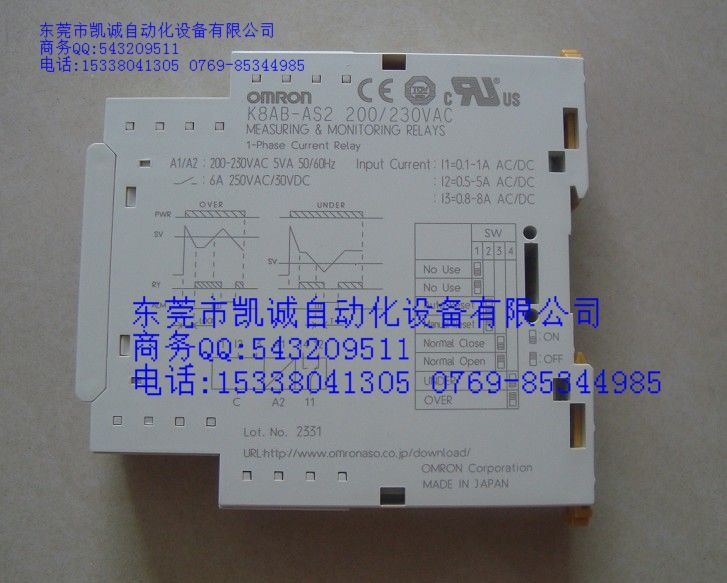 东莞市凯诚自动化设备有限公司
商务QQ:543209511
电话:15338041305 0769-85344985
OMRON CE C UL US
K8AB-AS2 200/230VAC
MEASURING & MONITORING RELAYS
1-Phase Current Relay
A1/A2 : 200-230VAC 5VA 50/60Hz Input Current : I1=0.1-1A AC/DC
: 6A 250VAC/30VDC : I2=0.5-5A AC/DC
: I3=0.8-8A AC/DC
OVER UNDER
PWR
SV
SV
RY
SW
1 2 3 4
No Use
No Use
东莞市凯诚自动化设备有限公司
商务QQ:543209511
电话:15338041305 0769-85344985
Normal Close
Normal Open
UNDER
OVER
ON
OFF
C A2 11
Lot. No. 2331
URL:http://www.omronaso.co.jp/download/
OMRON Corporation
MADE IN JAPAN